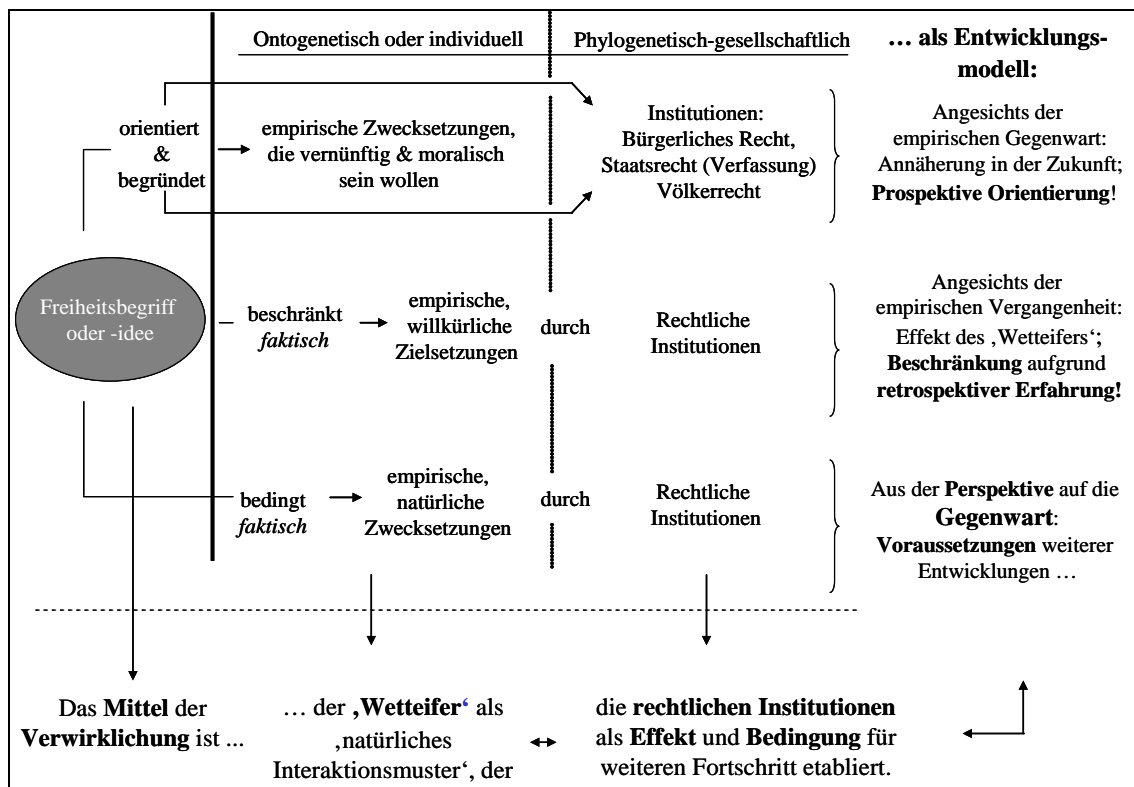 Ontogenetisch oder individuell
Phylogenetisch-gesellschaftlich
… als Entwicklungs-
modell:
orientiert
&
begründet
empirische Zwecksetzungen,
die vernünftig & moralisch
sein wollen
Institutionen:
Bürgerliches Recht,
Staatsrecht (Verfassung)
Völkerrecht
Angesichts der
empirischen Gegenwart:
Annäherung in der Zukunft;
Prospektive Orientierung!
Freiheitsbegriff
oder -idee
beschränkt
faktisch
empirische,
willkürliche
Zielsetzungen
durch
Rechtliche
Institutionen
Angesichts der
empirischen Vergangenheit:
Effekt des ‚Wetteifers‘;
Beschränkung aufgrund
retrospektiver Erfahrung!
bedingt
faktisch
empirische,
natürliche
Zwecksetzungen
durch
Rechtliche
Institutionen
Aus der Perspektive auf die
Gegenwart:
Voraussetzungen weiterer
Entwicklungen …
Das Mittel der
Verwirklichung ist ...
… der ‚Wetteifer‘ als
‚natürliches
Interaktionsmuster‘, der
die rechtlichen Institutionen
als Effekt und Bedingung für
weiteren Fortschritt etabliert.